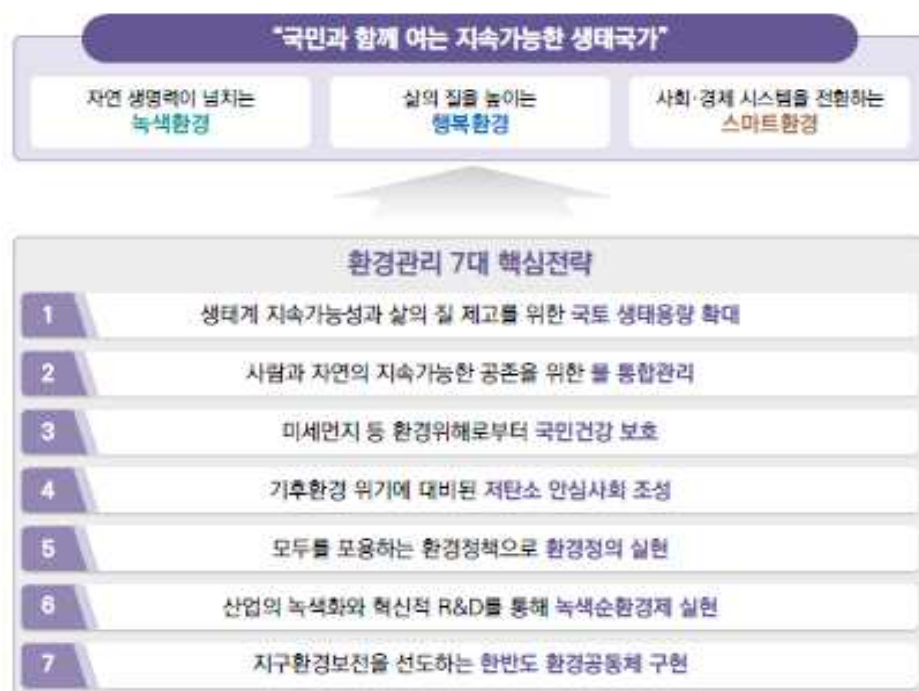 "국민과 함께 여는 지속가능한 생태국가"
자연 생명력이 넘치는
녹색환경
삶의 질을 높이는
행복환경
사회·경제 시스템을 전환하는
스마트환경
환경관리 7대 핵심전략
1 생태계 지속가능성과 삶의 질 제고를 위한 국토 생태용량 확대
2 사람과 자연의 지속가능한 공존을 위한 물 통합관리
3 미세먼지 등 환경위해로부터 국민건강 보호
4 기후환경 위기에 대비된 저탄소 안심사회 조성
5 모두를 포용하는 환경정책으로 환경정의 실현
6 산업의 녹색화와 혁신적 R&D를 통해 녹색순환경제 실현
7 지구환경보전을 선도하는 한반도 환경공동체 구현